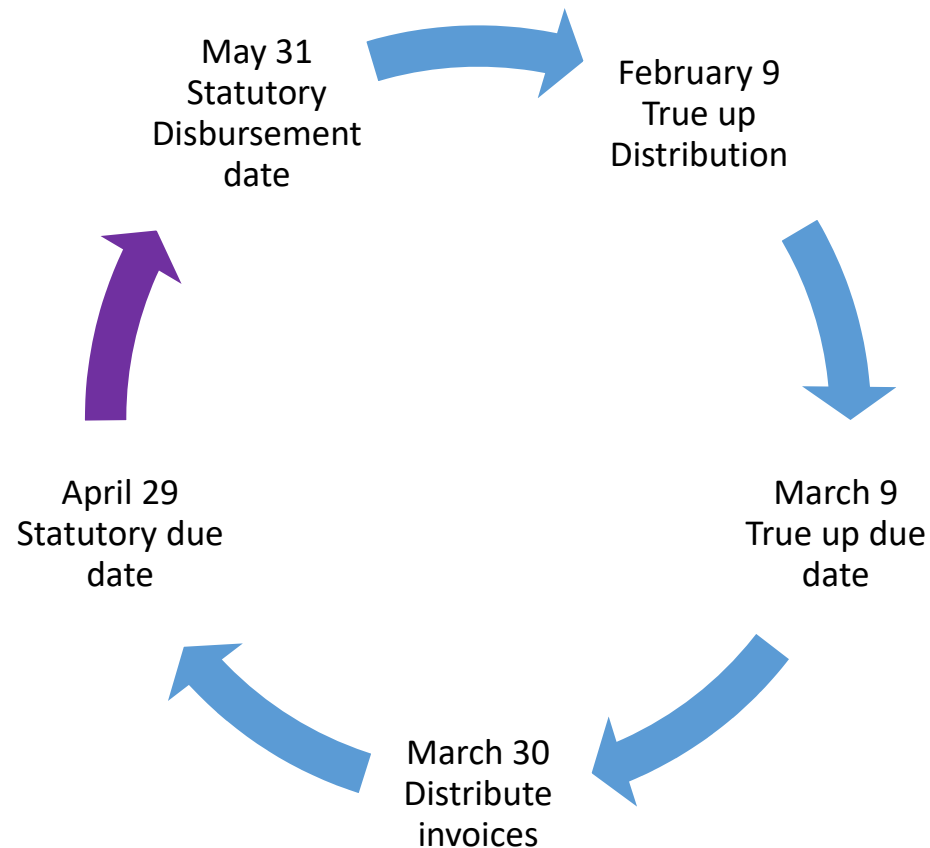 May 31
Statutory
Disbursement
date
February 9
True up
Distribution
March 9
True up due
date
March 30
Distribute
invoices
April 29
Statutory due
date